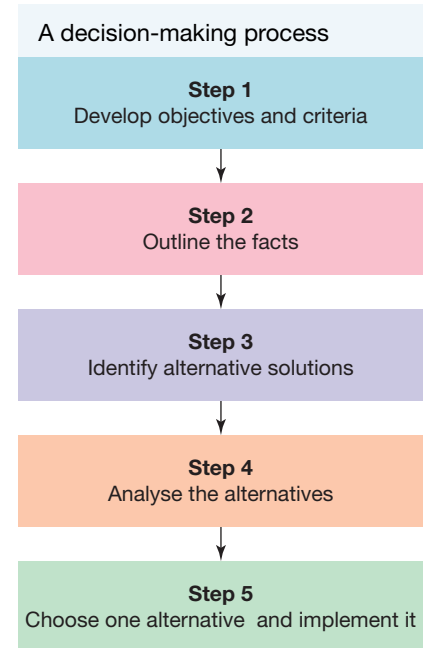 A decision-making process
Step 1
Develop objectives and criteria
Step 2
Outline the facts
Step 3
Identify alternative solutions
Step 4
Analyse the alternatives
Step 5
Choose one alternative and implement it